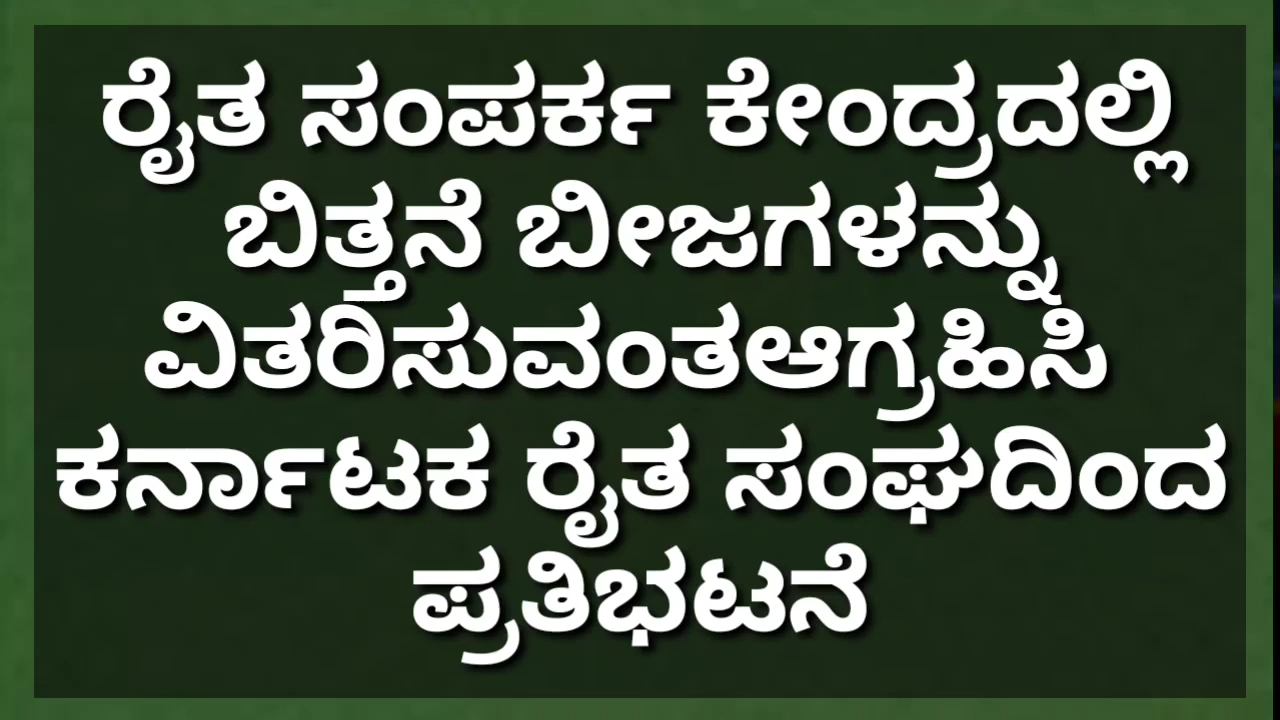 ರೈತ ಸಂಪರ್ಕ ಕೇಂದ್ರದಲ್ಲಿ
ಬಿತ್ತನೆ ಬೀಜಗಳನ್ನು
ವಿತರಿಸುವಂತಆಗ್ರಹಿಸಿ
ಕರ್ನಾಟಕ ರೈತ ಸಂಘದಿಂದ
ಪ್ರತಿಭಟನೆ